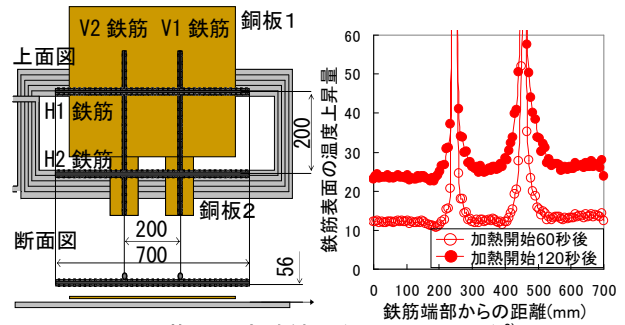 V2 鉄筋 V1 鉄筋 銅板1
上面図
H1 鉄筋
H2 鉄筋
200
銅板2
断面図
200
700
56
鉄筋表面の温度上昇量
60
50
40
30
20
10
0
加熱開始60秒後
加熱開始120秒後
0 100 200 300 400 500 600 700
鉄筋端部からの距離(mm)